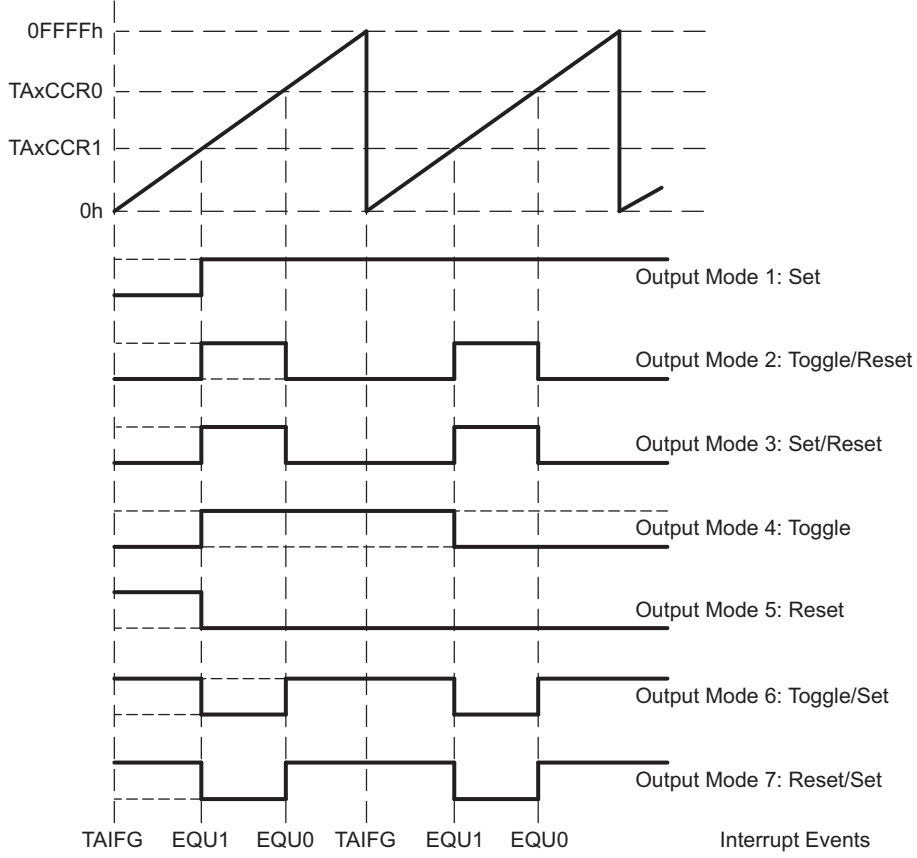 0FFFFh
TAxCCR0
TAxCCR1
0h
Output Mode 1: Set
Output Mode 2: Toggle/Reset
Output Mode 3: Set/Reset
Output Mode 4: Toggle
Output Mode 5: Reset
Output Mode 6: Toggle/Set
Output Mode 7: Reset/Set
TAIFG EQU1 EQU0 TAIFG EQU1 EQU0 Interrupt Events